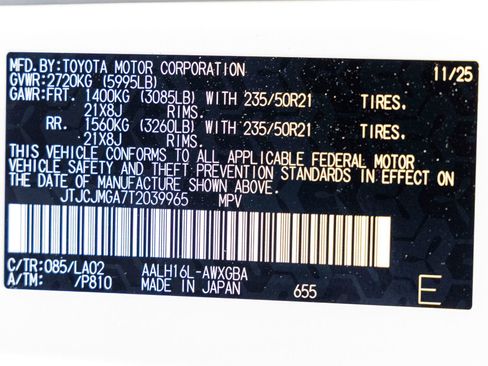 MFD. BY: TOYOTA MOTOR CORPORATION 11/25
GVWR: 2720KG (5995LB)
GAWR: FRT. 1400KG (3085LB) WITH 235/50R21 TIRES.
21X8J RIMS.
RR. 1560KG (3260LB) WITH 235/50R21 TIRES.
21X8J RIMS.
THIS VEHICLE CONFORMS TO ALL APPLICABLE FEDERAL MOTOR
VEHICLE SAFETY AND THEFT PREVENTION STANDARDS IN EFFECT ON
THE DATE OF MANUFACTURE SHOWN ABOVE.
JTJCJMGA7T2039965 MPV
C/TR: 085/LA02 AALH16L-AWXGBA
A/TM: /P810 MADE IN JAPAN 655 E